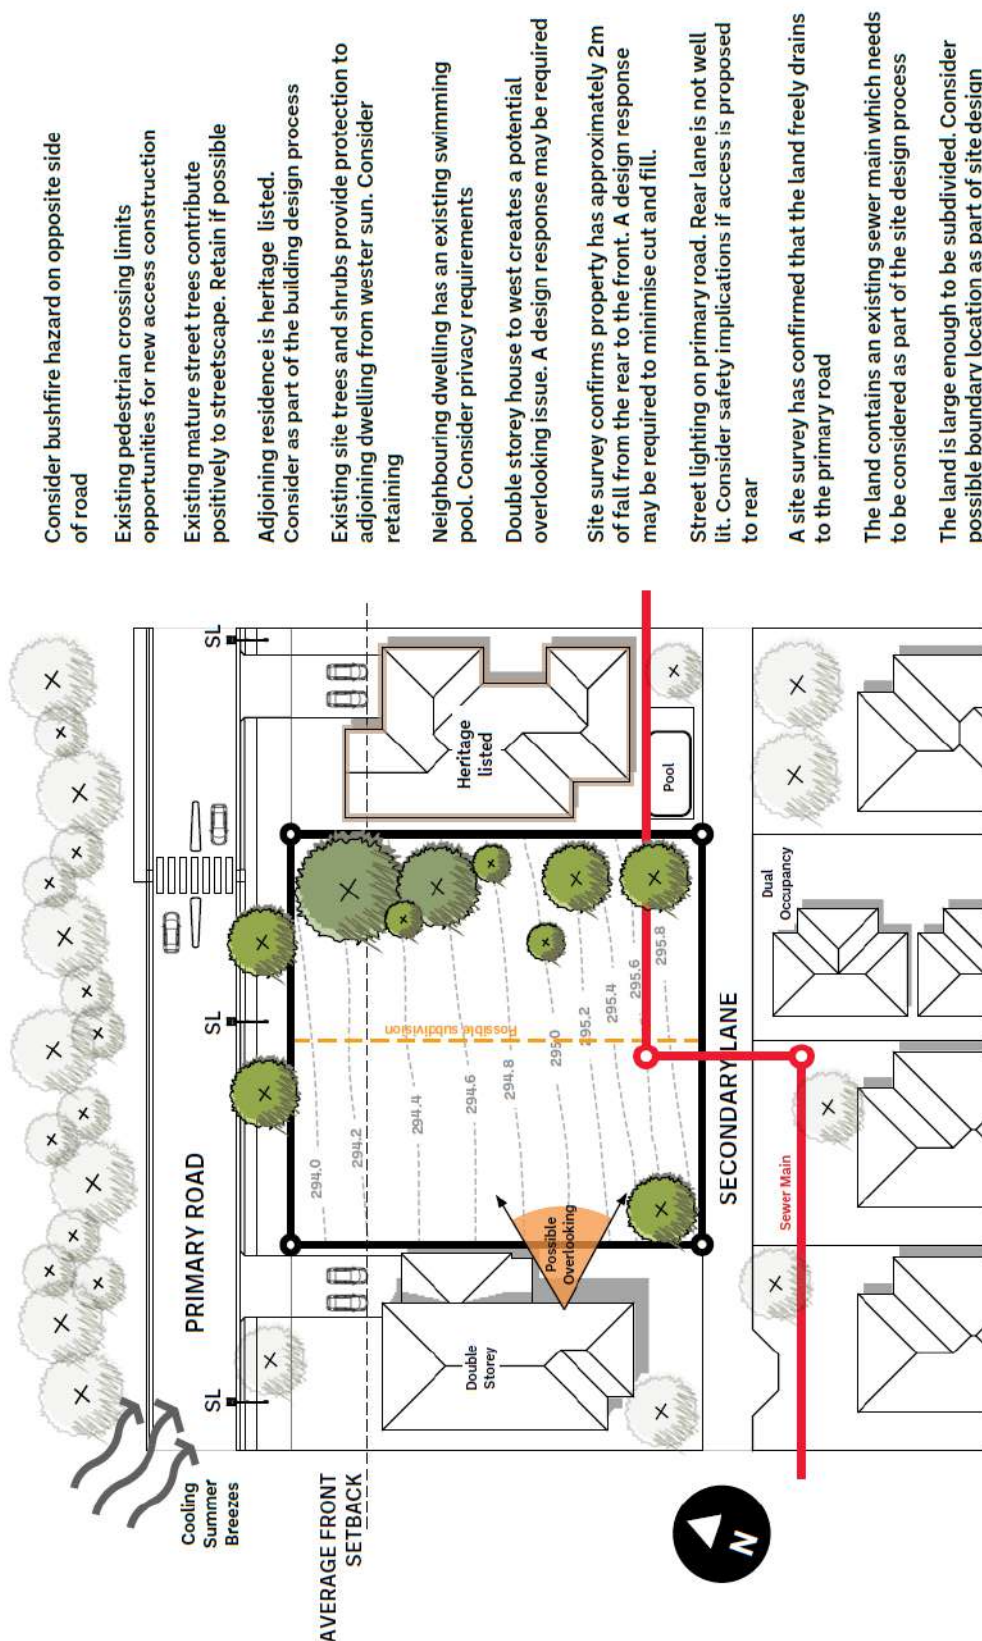 Consider bushfire hazard on opposite side
of road
Existing pedestrian crossing limits
opportunities for new access construction
Existing mature street trees contribute
positively to streetscape. Retain if possible
Adjoining residence is heritage listed.
Consider as part of the building design process
Existing site trees and shrubs provide protection to
adjoining dwelling from wester sun. Consider
retaining
Neighbouring dwelling has an existing swimming
pool. Consider privacy requirements
Double storey house to west creates a potential
overlooking issue. A design response may be required
Site survey confirms property has approximately 2m
of fall from the rear to the front. A design response
may be required to minimise cut and fill.
Street lighting on primary road. Rear lane is not well
lit. Consider safety implications if access is proposed
to rear
A site survey has confirmed that the land freely drains
to the primary road
The land contains an existing sewer main which needs
to be considered as part of the site design process
The land is large enough to be subdivided. Consider
possible boundary location as part of site design
Cooling
Summer
Breezes
PRIMARY ROAD
SL
SL
SL
AVERAGE FRONT
SETBACK
294.0
294.2
294.4
294.6
294.8
295.0
295.2
295.4
295.6
295.8
Possible subdivision
Double
Storey
Possible
Overlooking
Heritage
listed
Pool
SECONDARY LANE
Sewer Main
Dual
Occupancy
N